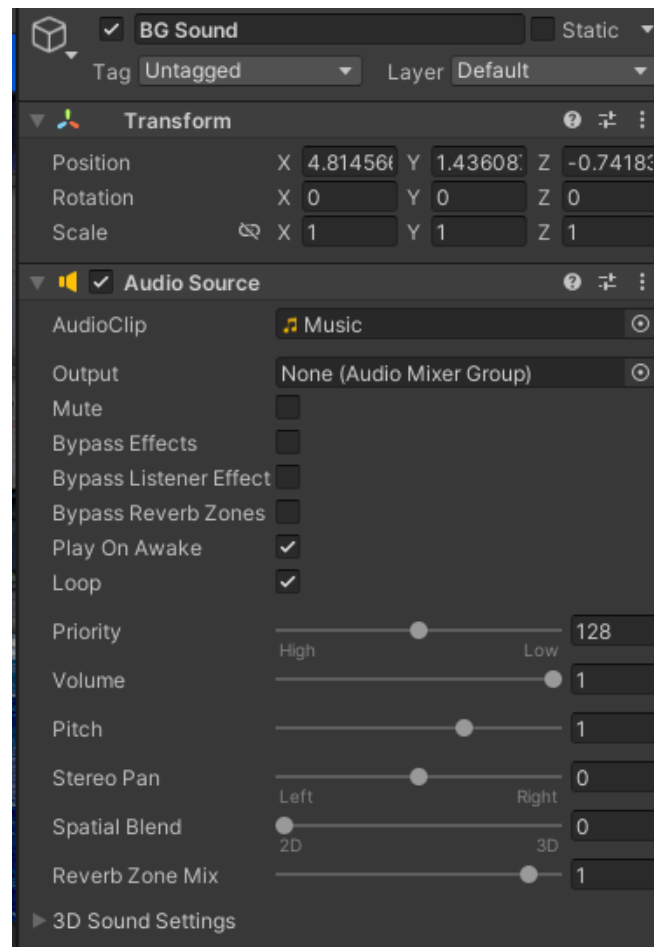 BG Sound Static
Tag Untagged Layer Default
Transform
Position X 4.814566 Y 1.43608 Z -0.74183
Rotation X 0 Y 0 Z 0
Scale X 1 Y 1 Z 1
Audio Source
AudioClip Music
Output None (Audio Mixer Group)
Mute
Bypass Effects
Bypass Listener Effect
Bypass Reverb Zones
Play On Awake
Loop
Priority 128
High Low
Volume 1
Pitch 1
Stereo Pan 0
Left Right
Spatial Blend 0
2D 3D
Reverb Zone Mix 1
3D Sound Settings